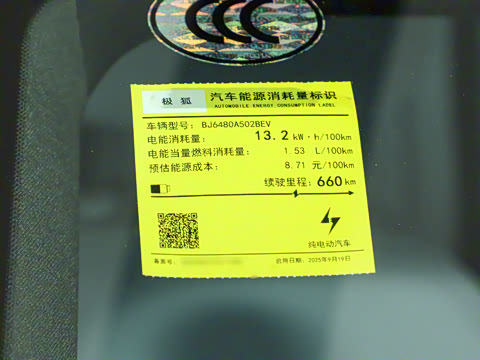 CCC
极狐
汽车能源消耗量标识
AUTOMOBILE ENERGY CONSUMPTION LABEL
车辆型号: BJ6480A502BEV
电能消耗量: 13.2 kW·h/100km
电能当量燃料消耗量: 1.53 L/100km
预估能源成本: 8.71 元/100km
续驶里程: 660 km
纯电动汽车
备案号:
启用日期: 2025年9月19日